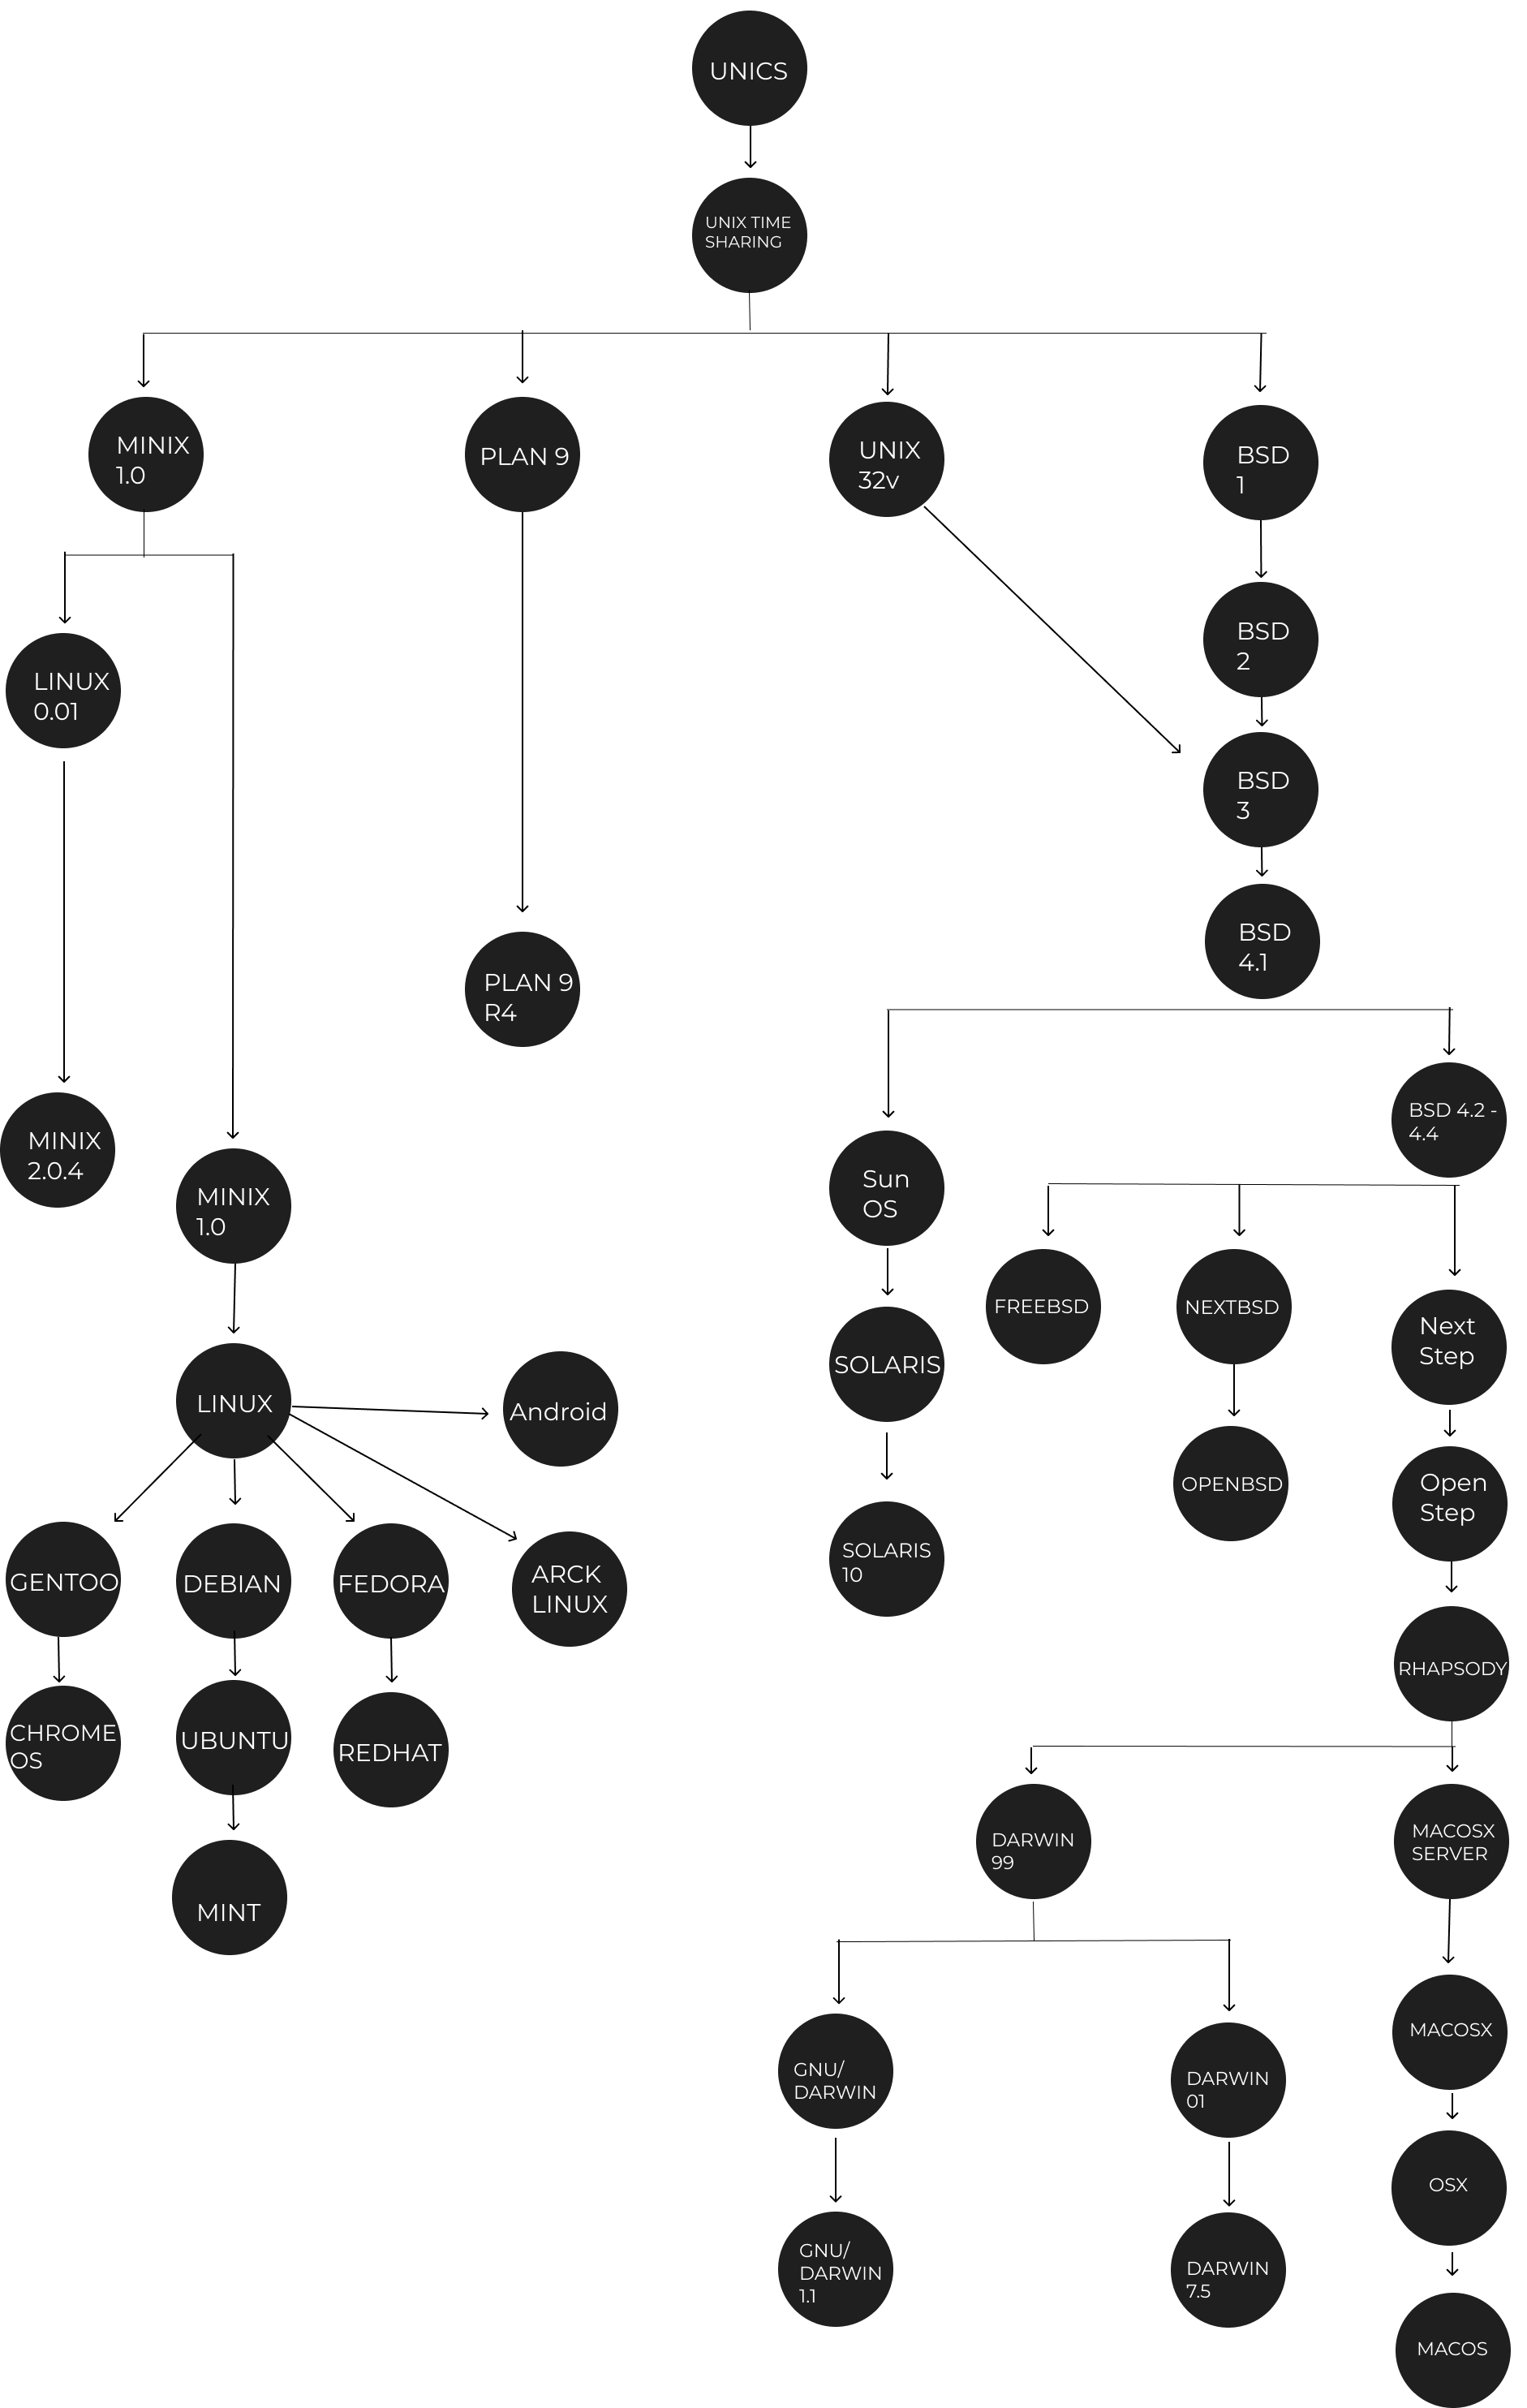 UNICS
UNIX TIME
SHARING
MINIX
1.0
PLAN 9
UNIX
32v
BSD
1
BSD
2
LINUX
0.01
BSD
3
BSD
4.1
PLAN 9
R4
MINIX
2.0.4
BSD 4.2 -
4.4
MINIX
1.0
Sun
OS
FREEBSD
NEXTBSD
Next
Step
SOLARIS
LINUX
Android
OPENBSD
Open
Step
SOLARIS
10
GENTOO
DEBIAN
FEDORA
ARCK
LINUX
RHAPSODY
CHROME
OS
UBUNTU
REDHAT
DARWIN
99
MACOSX
SERVER
MINT
MACOSX
GNU/
DARWIN
DARWIN
01
OSX
GNU/
DARWIN
1.1
DARWIN
7.5
MACOS